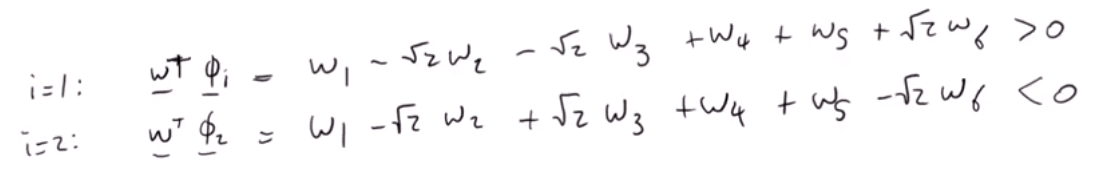 i=1: w^T φ_1 = w_1 - √2 w_2 - √2 w_3 + w_4 + w_5 + √2 w_6 > 0
i=2: w^T φ_2 = w_1 - √2 w_2 + √2 w_3 + w_4 + w_5 - √2 w_6 < 0